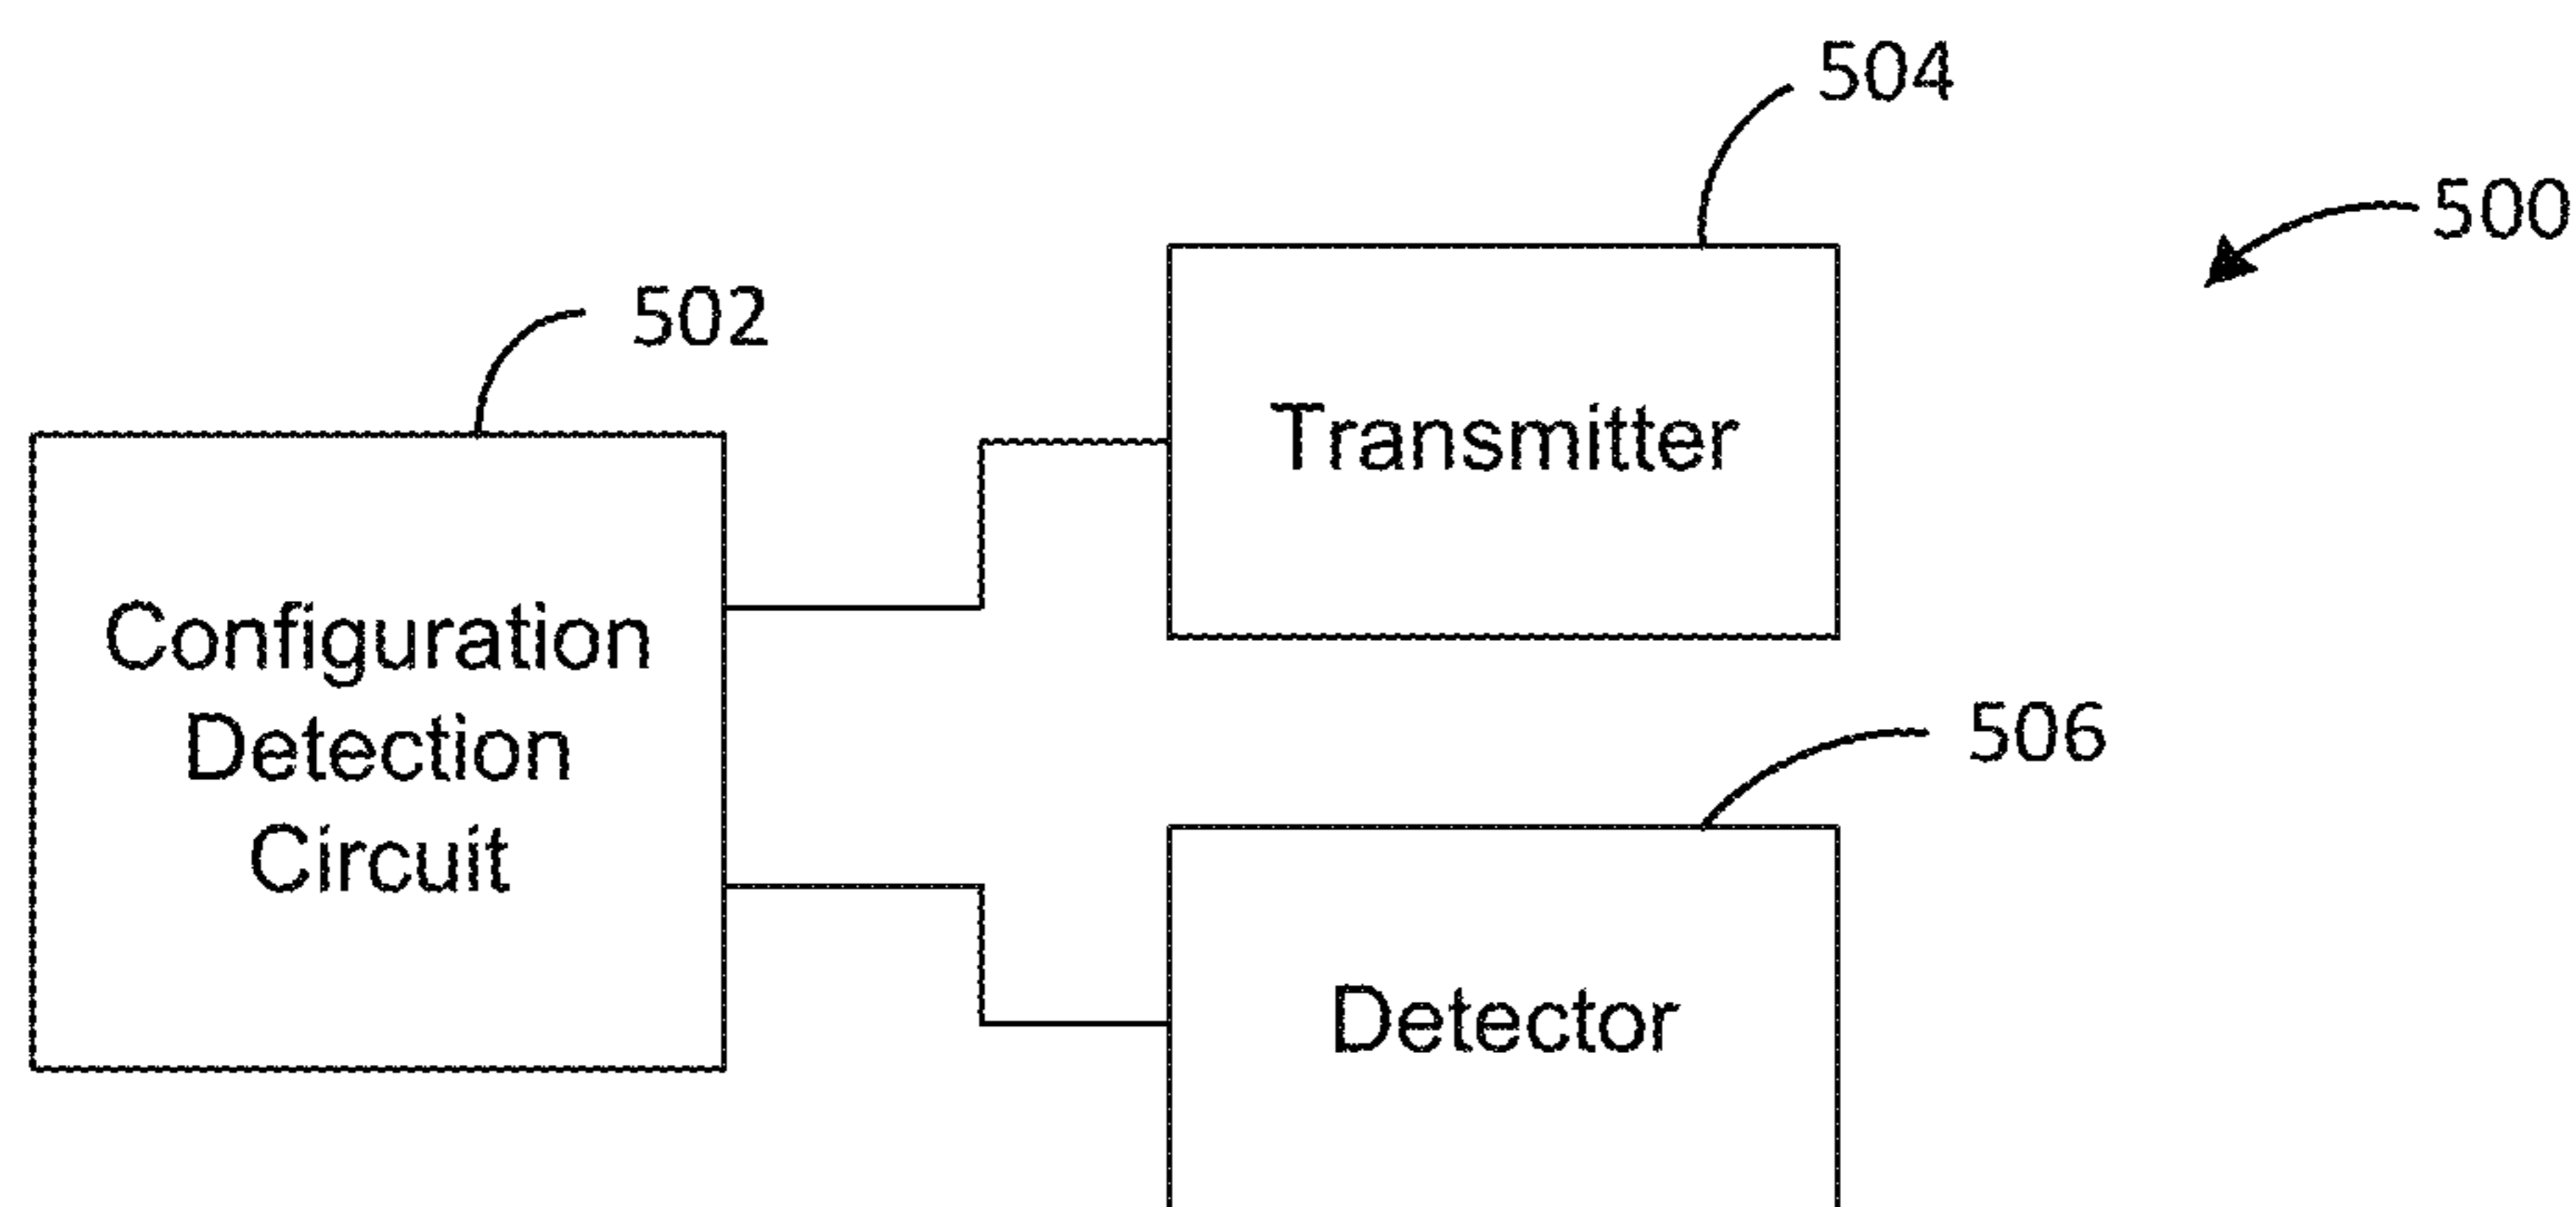 504
500
502
Transmitter
Configuration
Detection
Circuit
506
Detector